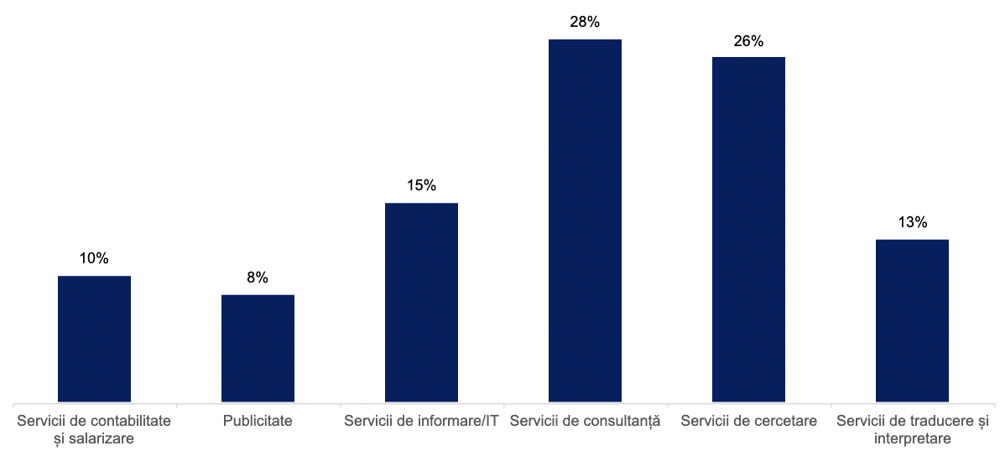 28%
26%
15%
13%
10%
8%
Servicii de contabilitate
și salarizare
Publicitate
Servicii de informare/IT
Servicii de consultanță
Servicii de cercetare
Servicii de traducere și
interpretare